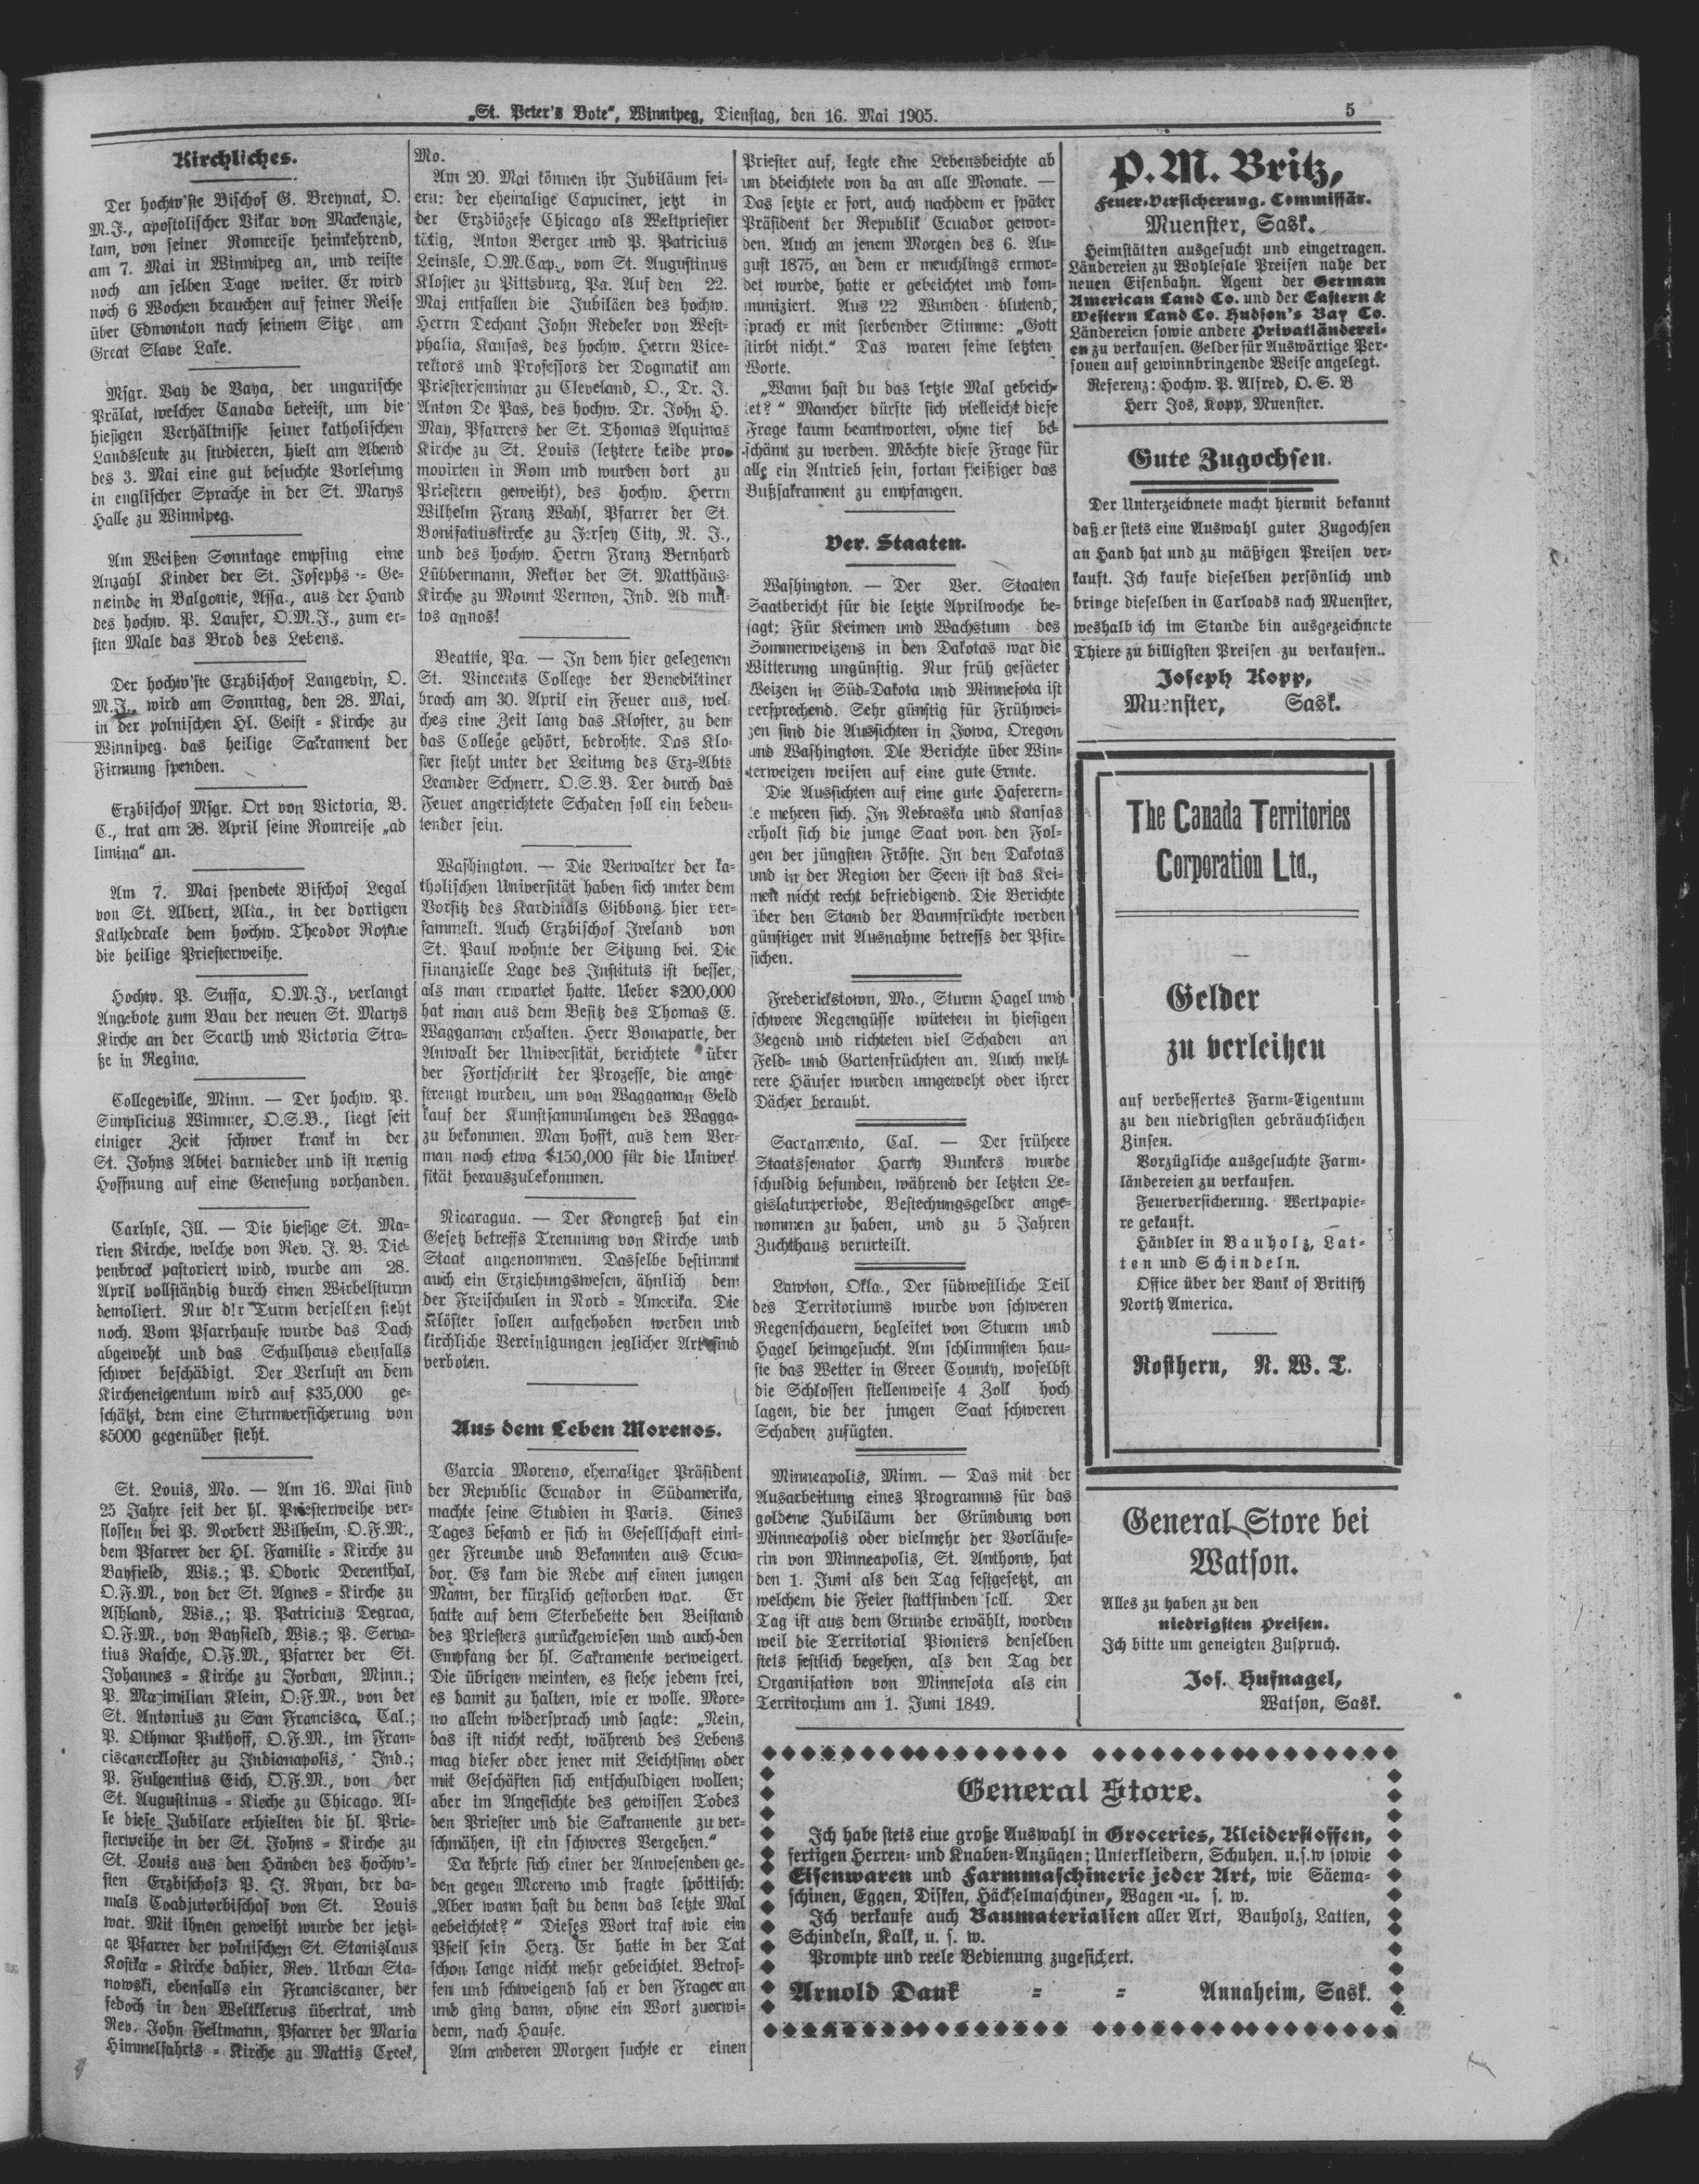 „St. Peter's Bote“, Winnipeg, Dienstag, den 16. Mai 1905.
5
Kirchliches.
Der hochw'ste Bischof G. Breynat, O.
M.J., apostolischer Vikar von Mackenzie,
kam, von seiner Romreise heimkehrend,
am 7. Mai in Winnipeg an, und reiste
noch am selben Tage weiter. Er wird
noch 6 Wochen brauchen auf seiner Reise
über Edmonton nach seinem Sitze am
Great Slave Lake.
Msgr. Vay de Vaya, der ungarische
Prälat, welcher Canada bereist, um die
hiesigen Verhältnisse seiner katholischen
Landsleute zu studieren, hielt am Abend
des 3. Mai eine gut besuchte Vorlesung
in englischer Sprache in der St. Marys
Halle zu Winnipeg.
Am Weißen Sonntage empfing eine
Anzahl Kinder der St. Josephs - Ge-
meinde in Balgonie, Assa., aus der Hand
des hochw. P. Laufer, O.M.J., zum er-
sten Male das Brod des Lebens.
Der hochw'ste Erzbischof Langevin, O.
M.J., wird am Sonntag, den 28. Mai,
in der polnischen Hl. Geist - Kirche zu
Winnipeg das heilige Sakrament der
Firmung spenden.
Erzbischof Msgr. Ort von Victoria, B.
C., trat am 28. April seine Romreise „ad
limina“ an.
Am 7. Mai spendete Bischof Legal
von St. Albert, Alta., in der dortigen
Kathedrale dem hochw. Theodor
die heilige Priesterweihe.
Hochw. P. Suffa, O.M.J., verlangt
Angebote zum Bau der neuen St. Marys
Kirche an der Scarth und Victoria Stra-
ße in Regina.
Collegeville, Minn. — Der hochw. P.
Simplicius Wimmer, O.S.B., liegt seit
einiger Zeit schwer krank in der
St. Johns Abtei darnieder und ist wenig
Hoffnung auf eine Genesung vorhanden.
Carlyle, Ill. — Die hiesige St. Ma-
rien Kirche, welche von Rev. J. B. Diel-
penbrock pastoriert wird, wurde am 28.
April vollständig durch einen Wirbelsturm
demoliert. Nur d!r Turm derselben steht
noch. Vom Pfarrhause wurde das Dach
abgeweht und das Schulhaus ebenfalls
schwer beschädigt. Der Verlust an dem
Kircheneigentum wird auf $35,000 ge-
schätzt, dem eine Sturmversicherung von
$5000 gegenüber steht.
St. Louis, Mo. — Am 16. Mai sind
25 Jahre seit der hl. Priesterweihe ver-
flossen bei P. Norbert Wilhelm, O.F.M.,
dem Pfarrer der Hl. Familie - Kirche zu
Bayfield, Wis.; P. Odoric Derenthal,
O.F.M., von der St. Agnes - Kirche zu
Ashland, Wis.,; P. Patricius Degraa,
O.F.M., von Bayfield, Wis.; P. Serva-
tius Rasche, O.F.M., Pfarrer der St.
Johannes - Kirche zu Jordan, Minn.;
P. Maximilian Klein, O.F.M., von der
St. Antonius zu San Francisco, Cal.;
P. Othmar Puthoff, O.F.M., im Fran-
ciscanerkloster zu Indianapolis, Ind.;
P. Fulgentius Eich, O.F.M., von der
St. Augustinus - Kieche zu Chicago. Al-
le diese Jubilare erhielten die hl. Prie-
sterweihe in der St. Johns - Kirche zu
St. Louis aus den Händen des hochw'-
sten Erzbischofs P. J. Ryan, der da-
mals Coadjutorbischof von St. Louis
war. Mit ihnen geweiht wurde der jetzi-
ge Pfarrer der polnischen St. Stanislaus
Kostka - Kirche dahier, Rev. Urban Sta-
nowski, ebenfalls ein Franciscaner, der
jedoch in den Weltklerus übertrat, und
Rev. John Feltmann, Pfarrer der Maria
Himmelfahrts - Kirche zu Mattis Creek,
Mo.
Am 20. Mai können ihr Jubiläum fei-
ern: der ehemalige Capuciner, jetzt in
der Erzdiözese Chicago als Weltpriester
tätig, Anton Berger und P. Patricius
Leinsle, O.M.Cap., vom St. Augustinus
Kloster zu Pittsburg, Pa. Auf den 22.
Mai entfallen die Jubiläen des hochw.
Herrn Dechant John Redeker von West-
phalia, Kansas, des hochw. Herrn Vice-
rektors und Professors der Dogmatik am
Priesterseminar zu Cleveland, O., Dr. J.
Anton De Pas, des hochw. Dr. John H.
May, Pfarrers der St. Thomas Aquinas
Kirche zu St. Louis (letztere beide pro-
movirten in Rom und wurden dort zu
Priestern geweiht), des hochw. Herrn
Wilhelm Franz Wahl, Pfarrer der St.
Bonifatiuskirche zu Jersey City, N. J.,
und des hochw. Herrn Franz Bernhard
Lübbermann, Rektor der St. Matthäus-
Kirche zu Mount Vernon, Ind. Ad mul-
tos annos!
Beattie, Pa. — In dem hier gelegenen
St. Vincents College der Benediktiner
brach am 30. April ein Feuer aus, wel-
ches eine Zeit lang das Kloster, zu dem
das College gehört, bedrohte. Das Klo-
ster steht unter der Leitung des Erz-Abts
Leander Schnerr, O.S.B. Der durch das
Feuer angerichtete Schaden soll ein bedeu-
tender sein.
Washington. — Die Verwalter der ka-
tholischen Universität haben sich unter dem
Vorsitz des Kardinals Gibbons hier ver-
sammelt. Auch Erzbischof Ireland von
St. Paul wohnte der Sitzung bei. Die
finanzielle Lage des Instituts ist besser,
als man erwartet hatte. Ueber $200,000
hat man aus dem Besitz des Thomas E.
Waggaman erhalten. Herr Bonaparte, der
Anwalt der Universität, berichtete über
der Fortschritt der Prozesse, die ange-
strengt wurden, um von Waggaman Geld
kauf der Kunstsammlungen des Wagga-
zu bekommen. Man hofft, aus dem Ver-
man noch etwa $150,000 für die Univer-
sität herauszulekommen.
Nicaragua. — Der Kongreß hat ein
Gesetz betreffs Trennung von Kirche und
Staat angenommen. Dasselbe bestimmt
auch ein Erziehungswesen, ähnlich dem
der Freischulen in Nord - Amerika. Die
Klöster sollen aufgehoben werden und
kirchliche Vereinigungen jeglicher Art sind
verboten.
Aus dem Leben Morenos.
Garcia Moreno, ehemaliger Präsident
der Republic Ecuador in Südamerika,
machte seine Studien in Paris. Eines
Tages befand er sich in Gesellschaft eini-
ger Freunde und Bekannten aus Ecua-
dor. Es kam die Rede auf einen jungen
Mann, der kürzlich gestorben war. Er
hatte auf dem Sterbebette den Beistand
des Priesters zurückgewiesen und auch den
Empfang der hl. Sakramente verweigert.
Die übrigen meinten, es stehe jedem frei,
es damit zu halten, wie er wolle. More-
no allein widersprach und sagte: „Nein,
das ist nicht recht, während des Lebens
mag dieser oder jener mit Leichtsinn oder
mit Geschäften sich entschuldigen wollen;
aber im Angesichte des gewissen Todes
den Priester und die Sakramente zu ver-
schmähen, ist ein schweres Vergehen.“
Da kehrte sich einer der Anwesenden ge-
den gegen Moreno und fragte spöttisch:
„Aber wann hast du denn das letzte Mal
gebeichtet?“ Dieses Wort traf wie ein
Pfeil sein Herz. Er hatte in der Tat
schon lange nicht mehr gebeichtet. Betrof-
fen und schweigend sah er den Frager an
und ging dann, ohne ein Wort zuerwi-
dern, nach Hause.
Am anderen Morgen suchte er einen
Priester auf, legte eine Lebensbeichte ab
un dbeichtete von da an alle Monate. —
Das setzte er fort, auch nachdem er später
Präsident der Republik Ecuador gewor-
den. Auch an jenem Morgen des 6. Au-
gust 1875, an dem er meuchlings ermor-
det wurde, hatte er gebeichtet und kom-
muniziert. Aus 22 Wunden blutend,
sprach er mit sterbender Stimme: „Gott
stirbt nicht.“ Das waren seine letzten
Worte.
„Wann hast du das letzte Mal gebeich-
tet?“ Mancher dürfte sich vielleicht diese
Frage kaum beantworten, ohne tief be-
schämt zu werden. Möchte diese Frage für
alle ein Antrieb sein, fortan fleißiger das
Bußsakrament zu empfangen.
Ver. Staaten.
Washington. — Der Ver. Staaten
Saatbericht für die letzte Aprilwoche be-
sagt: Für Keimen und Wachstum des
Sommerweizens in den Dakotas war die
Witterung ungünstig. Nur früh gesäeter
Weizen in Süd-Dakota und Minnesota ist
versprechend. Sehr günstig für Frühwei-
zen sind die Aussichten in Jowa, Oregon
und Washington. Die Berichte über Win-
terweizen weisen auf eine gute Ernte.
Die Aussichten auf eine gute Haferern-
te mehren sich. In Nebraska und Kansas
erholt sich die junge Saat von den Fol-
gen der jüngsten Fröste. In den Dakotas
und in der Region der Seen ist das Kei-
men nicht recht befriedigend. Die Berichte
über den Stand der Baumfrüchte werden
günstiger mit Ausnahme betreffs der Pfir-
sichen.
Frederickstown, Mo., Sturm Hagel und
schwere Regengüsse wüteten in hiesigen
Gegend und richteten viel Schaden an
Feld- und Gartenfrüchten an. Auch meh-
rere Häuser wurden umgeweht oder ihrer
Dächer beraubt.
Sacramento, Cal. — Der frühere
Staatssenator Harry Bunkers wurde
schuldig befunden, während der letzten Le-
gislaturperiode, Bestechungsgelder ange-
nommen zu haben, und zu 5 Jahren
Zuchthaus verurteilt.
Lawton, Okla., Der südwestliche Teil
des Territoriums wurde von schweren
Regenschauern, begleitet von Sturm und
Hagel heimgesucht. Am schlimmsten hau-
ste das Wetter in Greer County, woselbst
die Schlossen stellenweise 4 Zoll hoch
lagen, die der jungen Saat schweren
Schaden zufügten.
Minneapolis, Minn. — Das mit der
Ausarbeitung eines Programms für das
goldene Jubiläum der Gründung von
Minneapolis oder vielmehr der Vorläufe-
rin von Minneapolis, St. Anthony, hat
den 1. Juni als den Tag festgesetzt, an
welchem die Feier stattfinden soll. Der
Tag ist aus dem Grunde erwählt, worden
weil die Territorial Pioniers denselben
stets festlich begehen, als den Tag der
Organisation von Minnesota als ein
Territorium am 1. Juni 1849.
P. M. Britz,
Feuer-Versicherung. Commissär.
Muenster, Sask.
Heimstätten ausgesucht und eingetragen.
Ländereien zu Wohlesale Preisen nahe der
neuen Eisenbahn. Agent der German
American Land Co. und der Eastern &
Western Land Co. Hudson's Bay Co.
Ländereien sowie andere Privatländerei-
en zu verkaufen. Gelder für Auswärtige Per-
sonen auf gewinnbringende Weise angelegt.
Referenz: Hochw. P. Alfred, O. S. B
Herr Jos, Kopp, Muenster.
Gute Zugochsen.
Der Unterzeichnete macht hiermit bekannt
daß er stets eine Auswahl guter Zugochsen
an Hand hat und zu mäßigen Preisen ver-
kauft. Ich kaufe dieselben persönlich und
bringe dieselben in Carloads nach Muenster,
weshalb ich im Stande bin ausgezeichnete
Thiere zu billigsten Preisen zu verkaufen..
Joseph Kopp,
Muenster, Sask.
The Canada Territories
Corporation Ltd.,
Gelder
zu verleihen
auf verbessertes Farm-Eigentum
zu den niedrigsten gebräuchlichen
Zinsen.
Vorzügliche ausgesuchte Farm-
ländereien zu verkaufen.
Feuerversicherung. Wertpapie-
re gekauft.
Händler in Bauholz, Lat-
ten und Schindeln.
Office über der Bank of British
North America.
Rosthern, N. W. T.
General Store bei
Watson.
Alles zu haben zu den
niedrigsten Preisen.
Ich bitte um geneigten Zuspruch.
Jos. Hufnagel,
Watson, Sask.
General Store.
Ich habe stets eine große Auswahl in Groceries, Kleiderstoffen,
fertigen Herren- und Knaben-Anzügen; Unterkleidern, Schuhen. u.s.w sowie
Eisenwaren und Farmmaschinerie jeder Art, wie Säema-
schinen, Eggen, Disken, Häckselmaschinen, Wagen u. s. w.
Ich verkaufe auch Baumaterialien aller Art, Bauholz, Latten,
Schindeln, Kalk, u. s. w.
Prompte und reele Bedienung zugesichert.
Arnold Dank - - Annaheim, Sask.